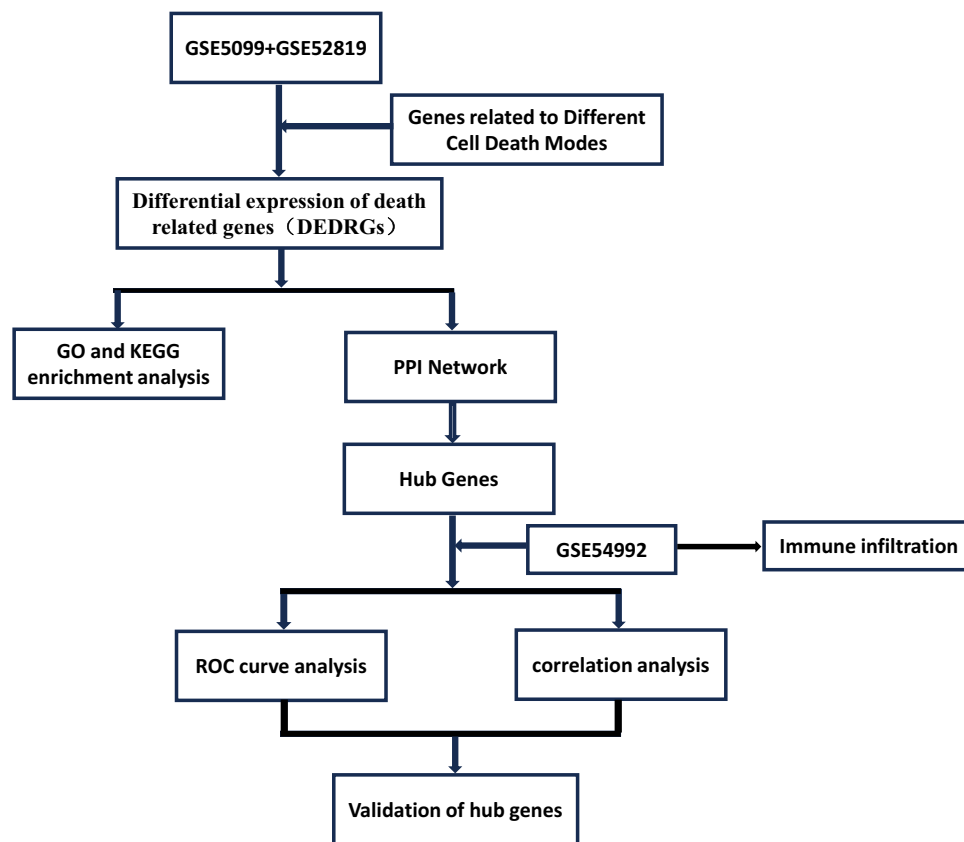 GSE5099+GSE52819
Genes related to Different
Cell Death Modes
Differential expression of death
related genes（DEDRGs）
GO and KEGG
enrichment analysis
PPI Network
Hub Genes
GSE54992
Immune infiltration
ROC curve analysis
correlation analysis
Validation of hub genes